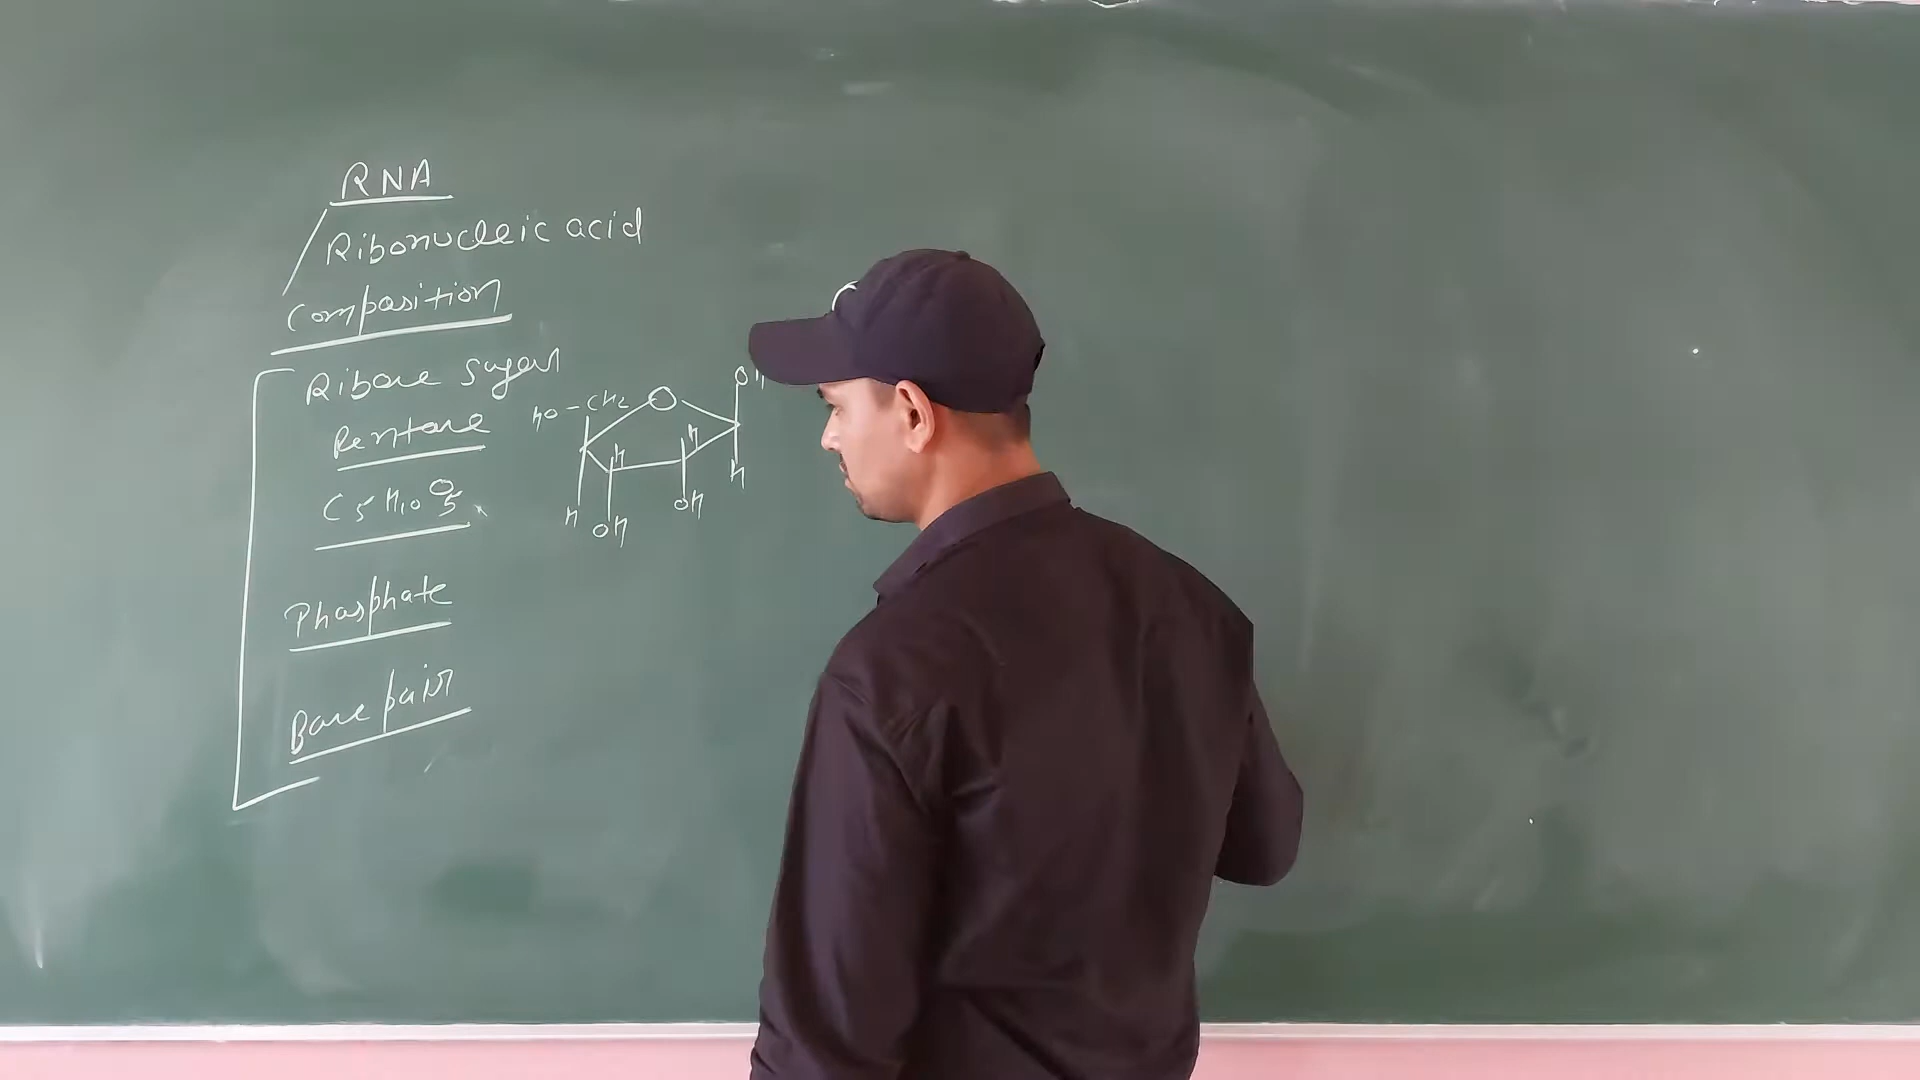 RNA
Ribonucleic acid
Composition
Ribose sugar
Pentose
C5H10O5
HO-CH2 O OH
H H H
H OH OH
Phosphate
Base pair